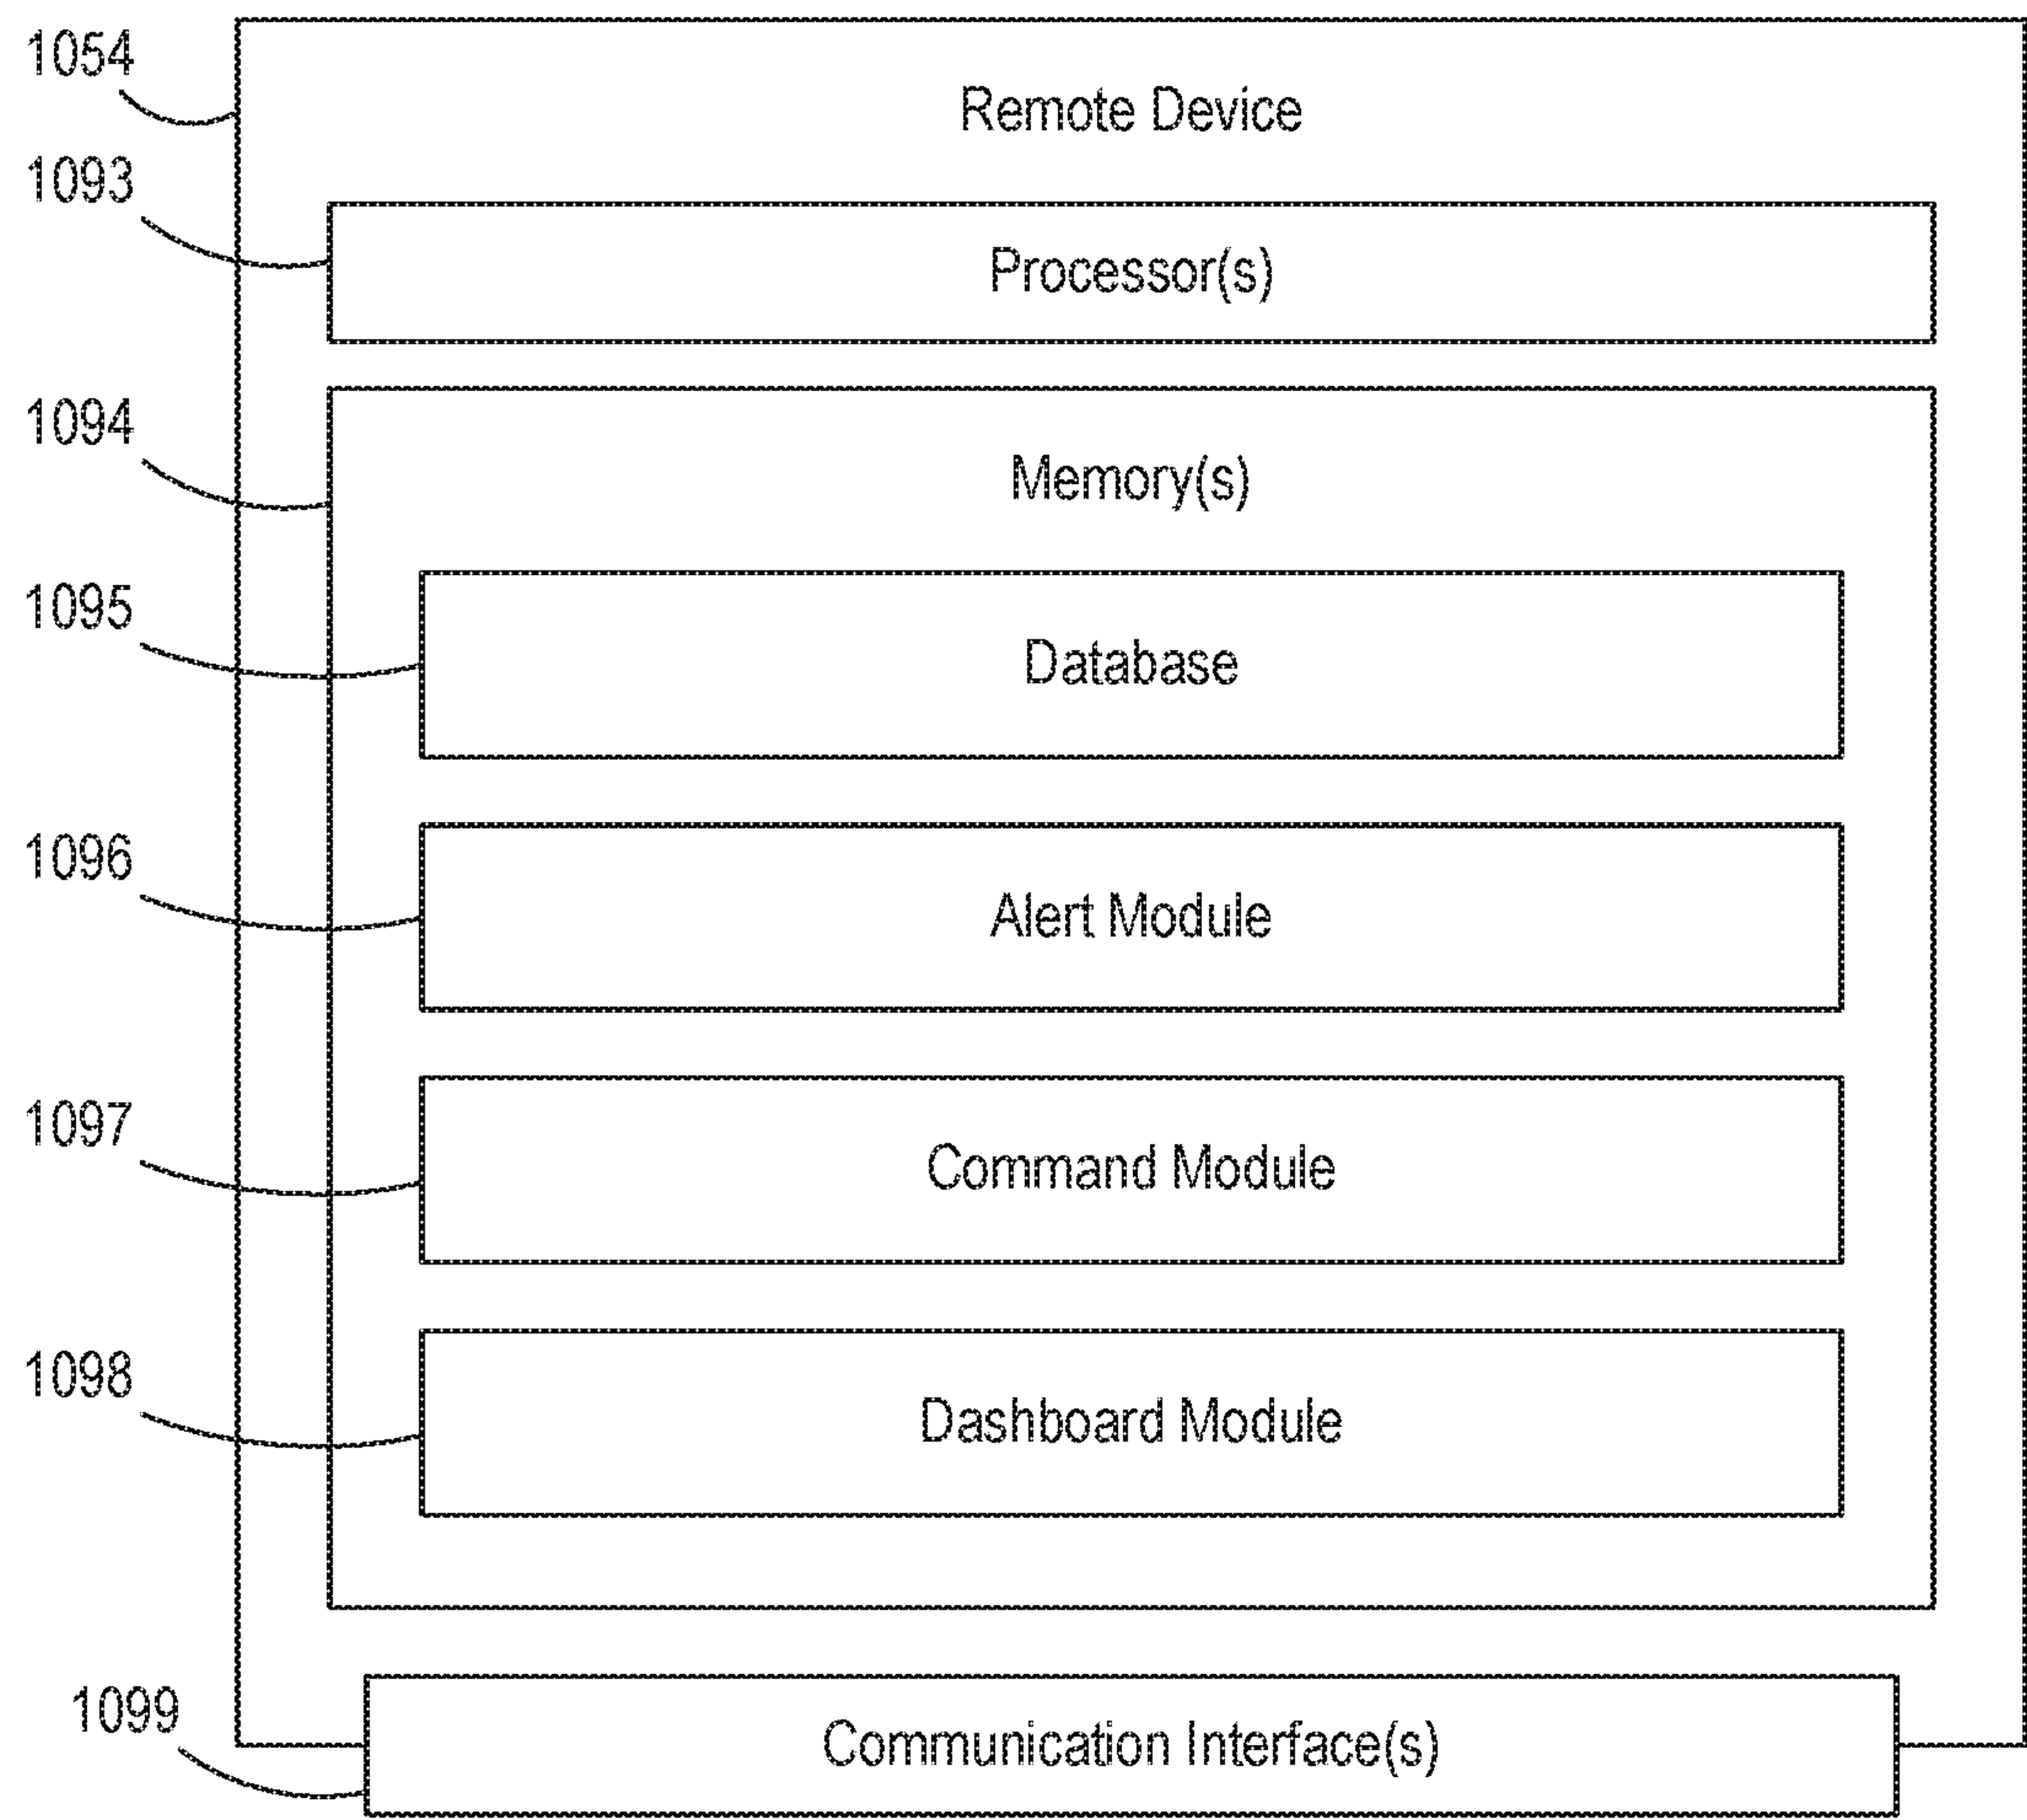 1054
Remote Device
1093
Processor(s)
1094
Memory(s)
1095
Database
1096
Alert Module
1097
Command Module
1098
Dashboard Module
1099
Communication Interface(s)